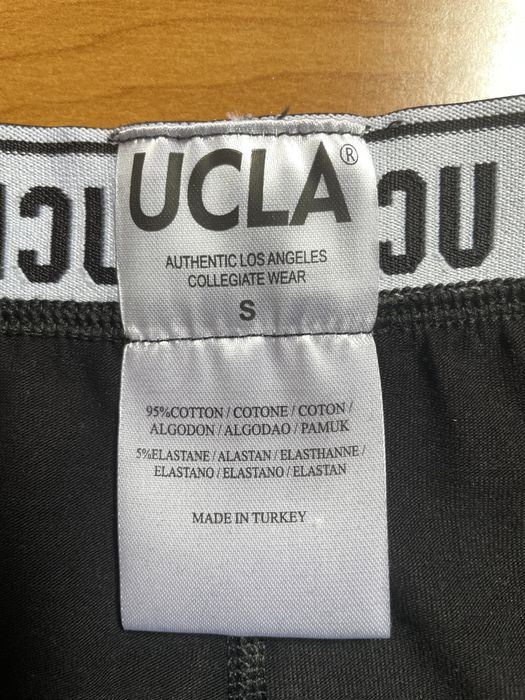 UCLA®
AUTHENTIC LOS ANGELES
COLLEGIATE WEAR
S
95%COTTON / COTONE / COTON /
ALGODON / ALGODAO / PAMUK
5%ELASTANE / ALASTAN / ELASTHANNE /
ELASTANO / ELASTANO / ELASTAN
MADE IN TURKEY